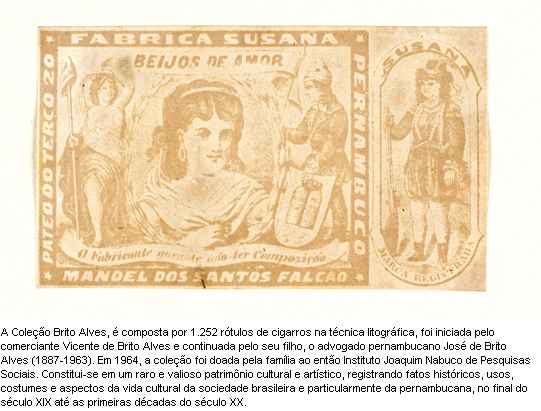 FABRICA SUSANA
BEIJOS DE AMOR
PATEO DO TERCO 20
PERNAMBUCO
O Fabricante garante não ter Composição
MANOEL DOS SANTOS FALCÃO
SUSANA
MARCA REGISTRADA
A Coleção Brito Alves, é composta por 1.252 rótulos de cigarros na técnica litográfica, foi iniciada pelo
comerciante Vicente de Brito Alves e continuada pelo seu filho, o advogado pernambucano José de Brito
Alves (1887-1963). Em 1964, a coleção foi doada pela família ao então Instituto Joaquim Nabuco de Pesquisas
Sociais. Constitui-se em um raro e valioso patrimônio cultural e artístico, registrando fatos históricos, usos,
costumes e aspectos da vida cultural da sociedade brasileira e particularmente da pernambucana, no final do
século XIX até as primeiras décadas do século XX.